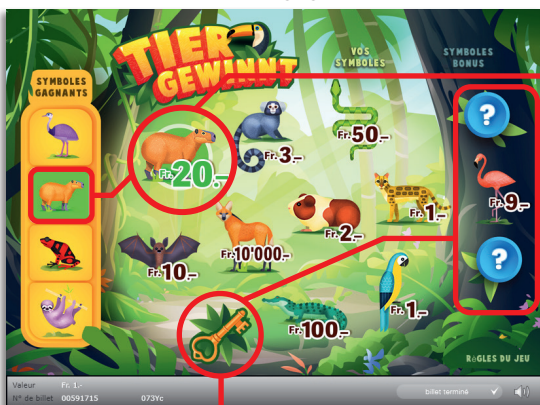 TIER
GEWINNT
VOS
SYMBOLES
SYMBOLES
BONUS
SYMBOLES
GAGNANTS
Fr. 20.–
Fr. 3.–
Fr. 50.–
Fr. 10.–
Fr. 10'000.–
Fr. 2.–
Fr. 1.–
Fr. 9.–
Fr. 100.–
Fr. 1.–
?
?
RÈGLES DU JEU
Valeur Fr. 1.–
N° de billet 00591715 073Yc
billet terminé